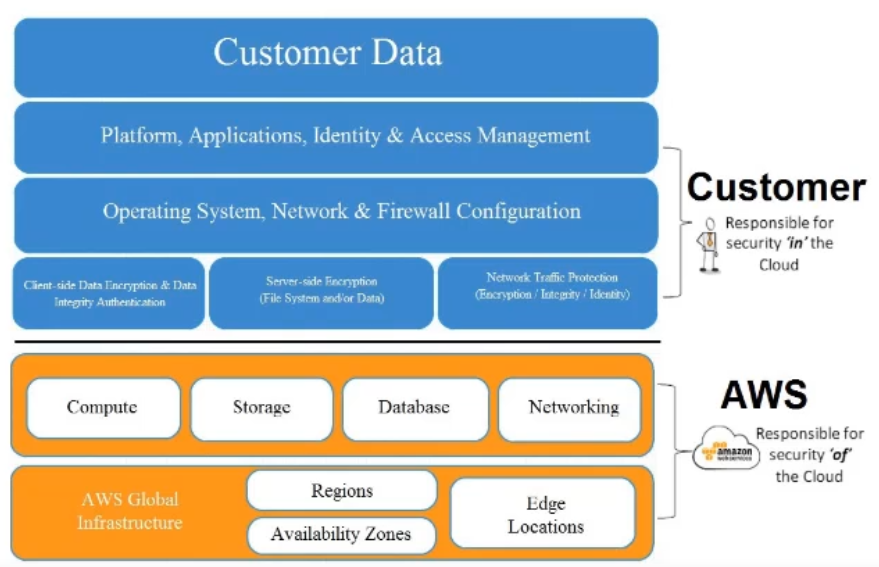 Customer Data
Platform, Applications, Identity & Access Management
Operating System, Network & Firewall Configuration
Client-side Data Encryption & Data
Integrity Authentication
Server-side Encryption
(File System and/or Data)
Network Traffic Protection
(Encryption / Integrity / Identity)
Customer
Responsible for
security ‘in’ the
Cloud
Compute
Storage
Database
Networking
AWS
amazon
web services
Responsible for
security ‘of’
the Cloud
AWS Global
Infrastructure
Regions
Availability Zones
Edge
Locations